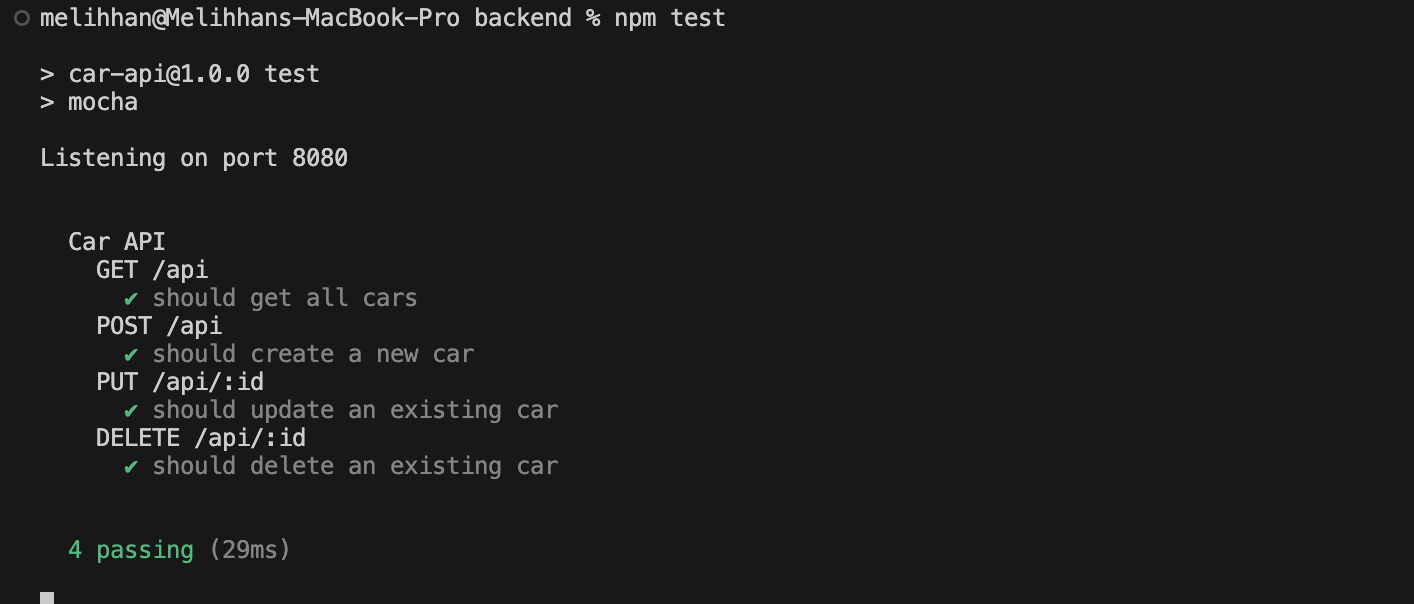 melihhan@Melihhans-MacBook-Pro backend % npm test
> car-api@1.0.0 test
> mocha
Listening on port 8080
Car API
GET /api
✔ should get all cars
POST /api
✔ should create a new car
PUT /api/:id
✔ should update an existing car
DELETE /api/:id
✔ should delete an existing car
4 passing (29ms)